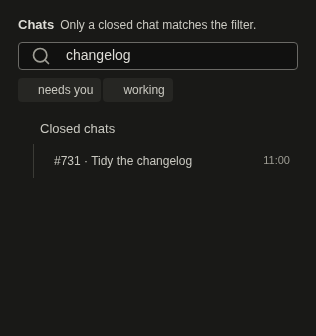 Chats Only a closed chat matches the filter.
changelog
needs you working
Closed chats
#731 · Tidy the changelog 11:00